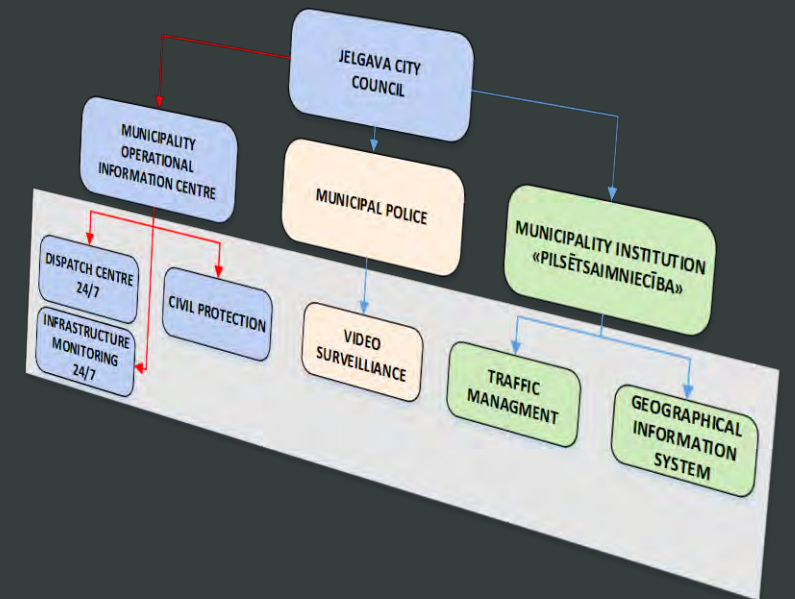 JELGAVA CITY
COUNCIL
MUNICIPALITY
OPERATIONAL
INFORMATION CENTRE
MUNICIPAL POLICE
MUNICIPALITY INSTITUTION
«PILSĒTSAIMNIECĪBA»
DISPATCH CENTRE
24/7
INFRASTRUCTURE
MONITORING
24/7
CIVIL PROTECTION
VIDEO
SURVEILLIANCE
TRAFFIC
MANAGMENT
GEOGRAPHICAL
INFORMATION
SYSTEM